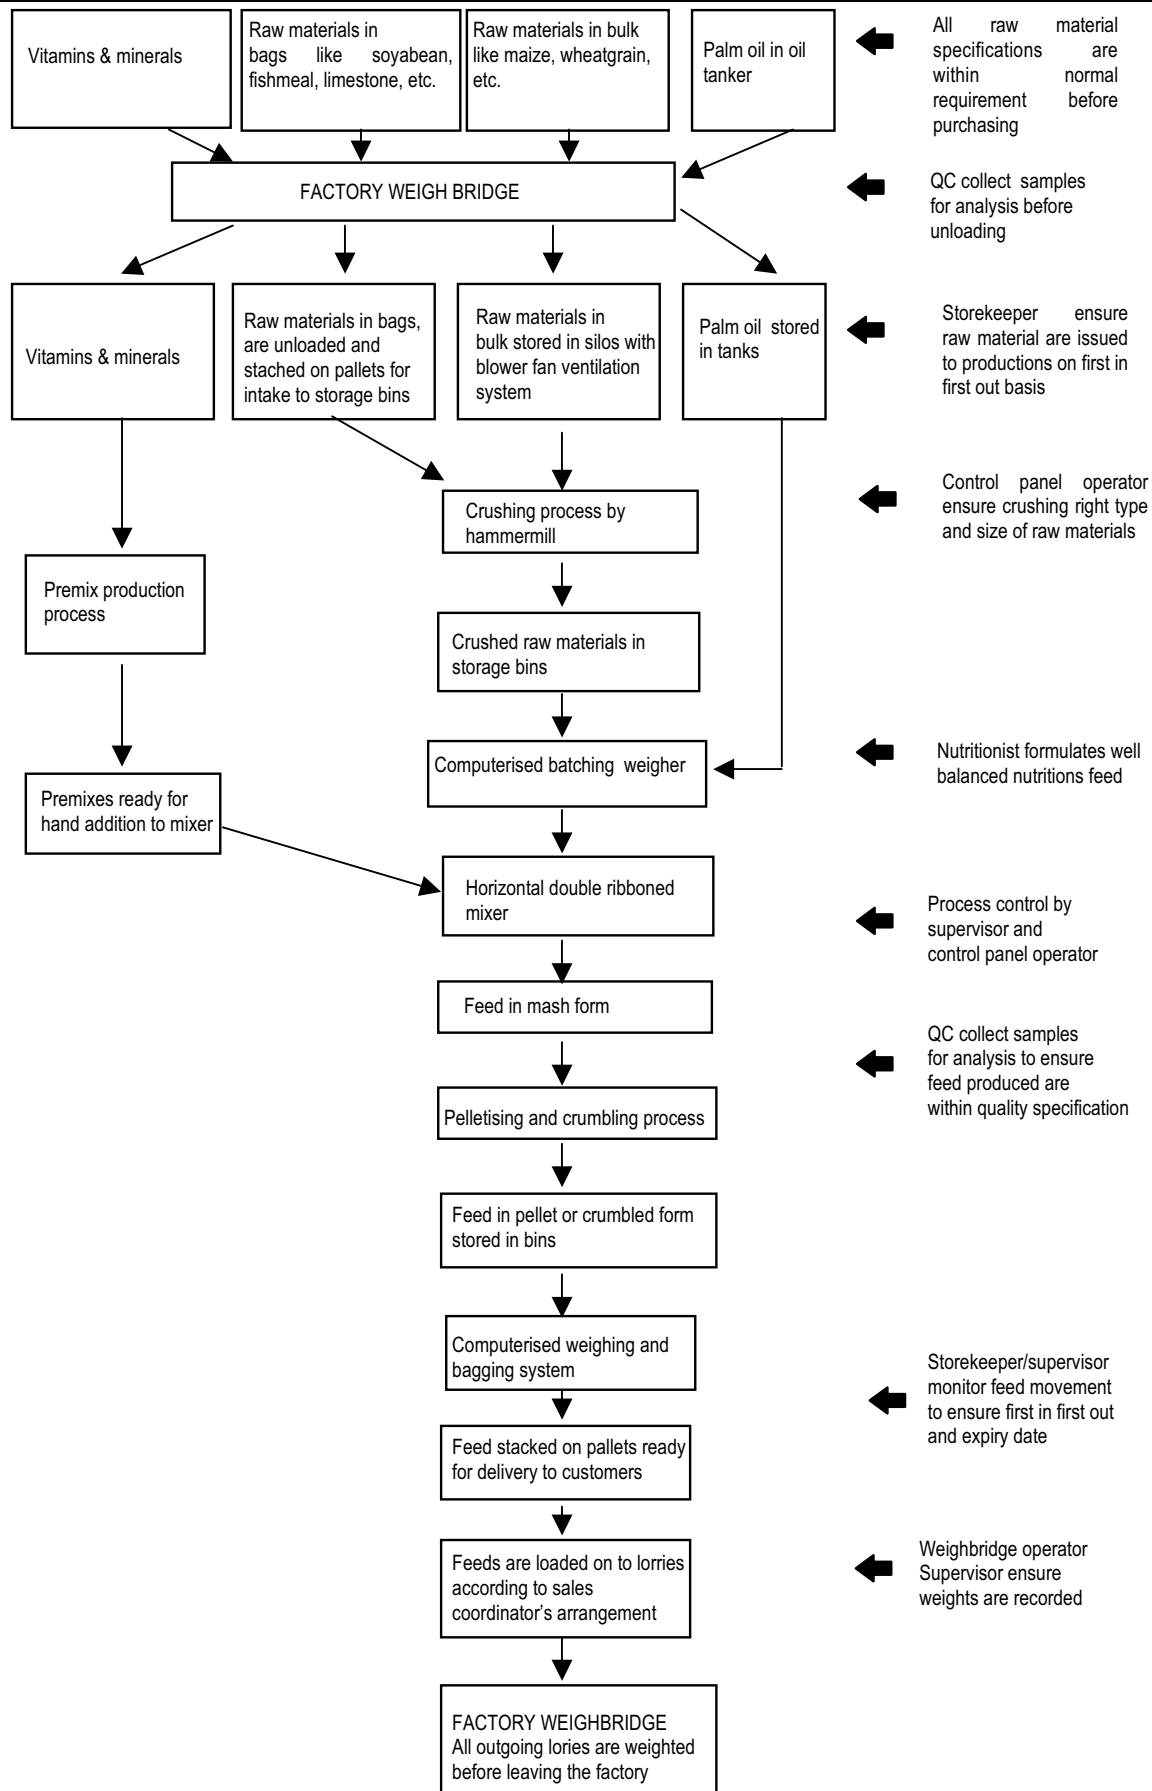 Vitamins & minerals
Raw materials in
bags like soyabean,
fishmeal, limestone, etc.
Raw materials in bulk
like maize, wheatgrain,
etc.
Palm oil in oil
tanker
All raw material
specifications are
within normal
requirement before
purchasing
FACTORY WEIGH BRIDGE
QC collect samples
for analysis before
unloading
Vitamins & minerals
Raw materials in bags,
are unloaded and
stached on pallets for
intake to storage bins
Raw materials in
bulk stored in silos with
blower fan ventilation
system
Palm oil stored
in tanks
Storekeeper ensure
raw material are issued
to productions on first in
first out basis
Crushing process by
hammermill
Control panel operator
ensure crushing right type
and size of raw materials
Premix production
process
Crushed raw materials in
storage bins
Computerised batching weigher
Nutritionist formulates well
balanced nutritions feed
Premixes ready for
hand addition to mixer
Horizontal double ribboned
mixer
Process control by
supervisor and
control panel operator
Feed in mash form
QC collect samples
for analysis to ensure
feed produced are
within quality specification
Pelletising and crumbling process
Feed in pellet or crumbled form
stored in bins
Computerised weighing and
bagging system
Storekeeper/supervisor
monitor feed movement
to ensure first in first out
and expiry date
Feed stacked on pallets ready
for delivery to customers
Feeds are loaded on to lorries
according to sales
coordinator's arrangement
Weighbridge operator
Supervisor ensure
weights are recorded
FACTORY WEIGHBRIDGE
All outgoing lories are weighted
before leaving the factory